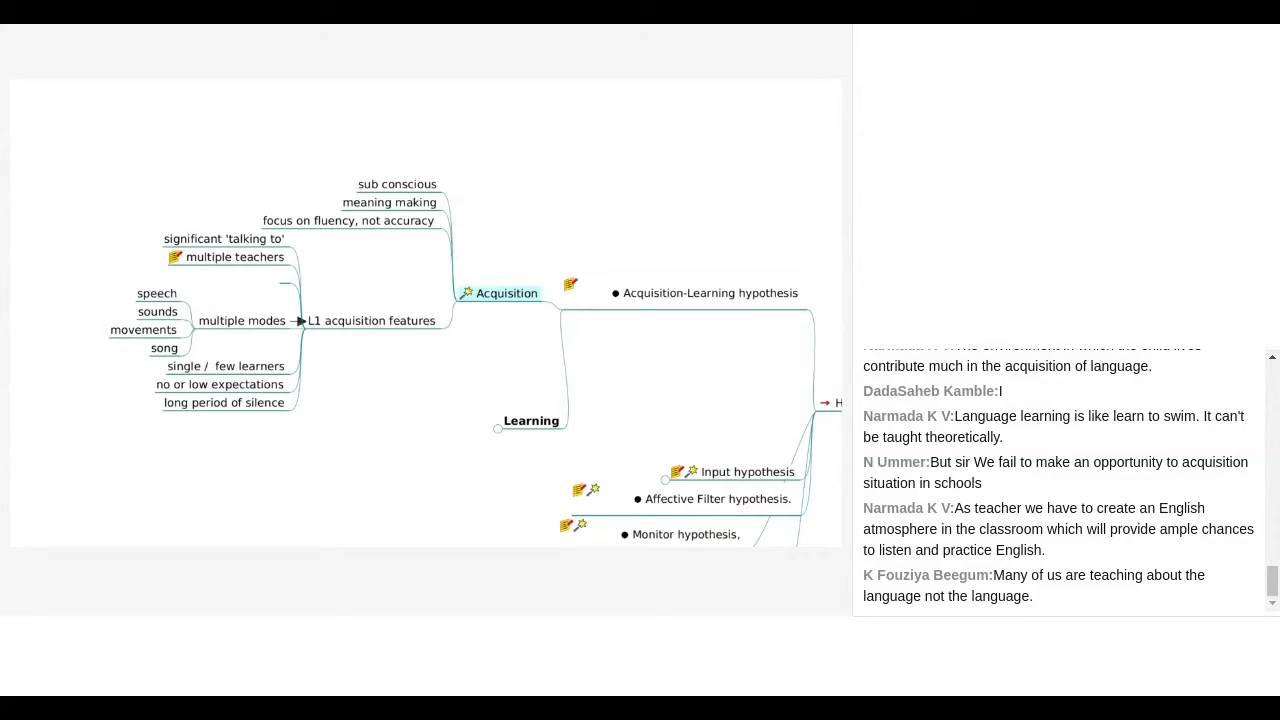 sub conscious
meaning making
focus on fluency, not accuracy
significant 'talking to'
multiple teachers
speech
sounds
movements
song
multiple modes
L1 acquisition features
single / few learners
no or low expectations
long period of silence
Acquisition
Acquisition-Learning hypothesis
Learning
H
Input hypothesis
Affective Filter hypothesis.
Monitor hypothesis,
contribute much in the acquisition of language.
DadaSaheb Kamble:I
Narmada K V:Language learning is like learn to swim. It can't
be taught theoretically.
N Ummer:But sir We fail to make an opportunity to acquisition
situation in schools
Narmada K V:As teacher we have to create an English
atmosphere in the classroom which will provide ample chances
to listen and practice English.
K Fouziya Beegum:Many of us are teaching about the
language not the language.